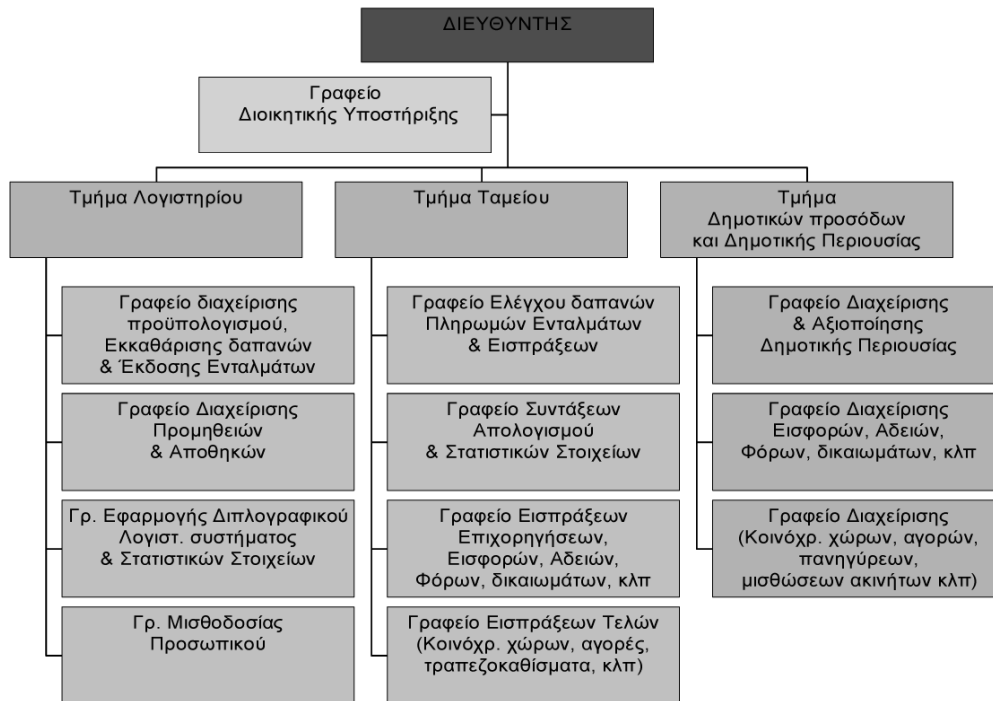 ΔΙΕΥΘΥΝΤΗΣ
Γραφείο
Διοικητικής Υποστήριξης
Τμήμα Λογιστηρίου
Τμήμα Ταμείου
Τμήμα
Δημοτικών προσόδων
και Δημοτικής Περιουσίας
Γραφείο διαχείρισης
προϋπολογισμού,
Εκκαθάρισης δαπανών
& Έκδοσης Ενταλμάτων
Γραφείο Διαχείρισης
Προμηθειών
& Αποθηκών
Γρ. Εφαρμογής Διπλογραφικού
Λογιστ. συστήματος
& Στατιστικών Στοιχείων
Γρ. Μισθοδοσίας
Προσωπικού
Γραφείο Ελέγχου δαπανών
Πληρωμών Ενταλμάτων
& Εισπράξεων
Γραφείο Συντάξεων
Απολογισμού
& Στατιστικών Στοιχείων
Γραφείο Εισπράξεων
Επιχορηγήσεων,
Εισφορών, Αδειών,
Φόρων, δικαιωμάτων, κλπ
Γραφείο Εισπράξεων Τελών
(Κοινόχρ. χώρων, αγορές,
τραπεζοκαθίσματα, κλπ)
Γραφείο Διαχείρισης
& Αξιοποίησης
Δημοτικής Περιουσίας
Γραφείο Διαχείρισης
Εισφορών, Αδειών,
Φόρων, δικαιωμάτων, κλπ
Γραφείο Διαχείρισης
(Κοινόχρ. χώρων, αγορών,
πανηγύρεων,
μισθώσεων ακινήτων κλπ)